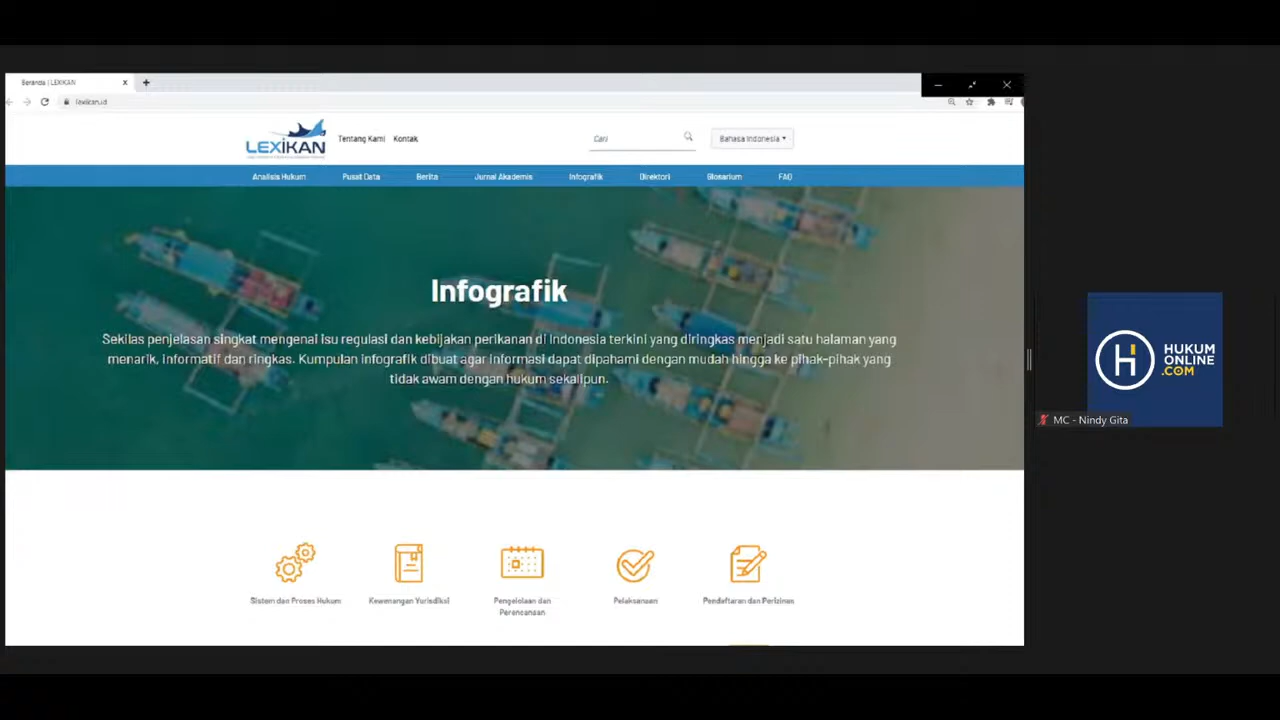 Beranda | LEXIKAN
lexikan.id
LEXIKAN
Tentang Kami Kontak
Cari
Bahasa Indonesia
Analisis Hukum Pusat Data Berita Jurnal Akademis Infografik Direktori Glosarium FAQ
Infografik
Sekilas penjelasan singkat mengenai isu regulasi dan kebijakan perikanan di Indonesia terkini yang diringkas menjadi satu halaman yang
menarik, informatif dan ringkas. Kumpulan infografik dibuat agar informasi dapat dipahami dengan mudah hingga ke pihak-pihak yang
tidak awam dengan hukum sekalipun.
Sistem dan Proses Hukum
Kewenangan Yurisdiksi
Pengelolaan dan
Perencanaan
Pelaksanaan
Pendaftaran dan Perizinan
HUKUM
ONLINE
.COM
MC - Nindy Gita